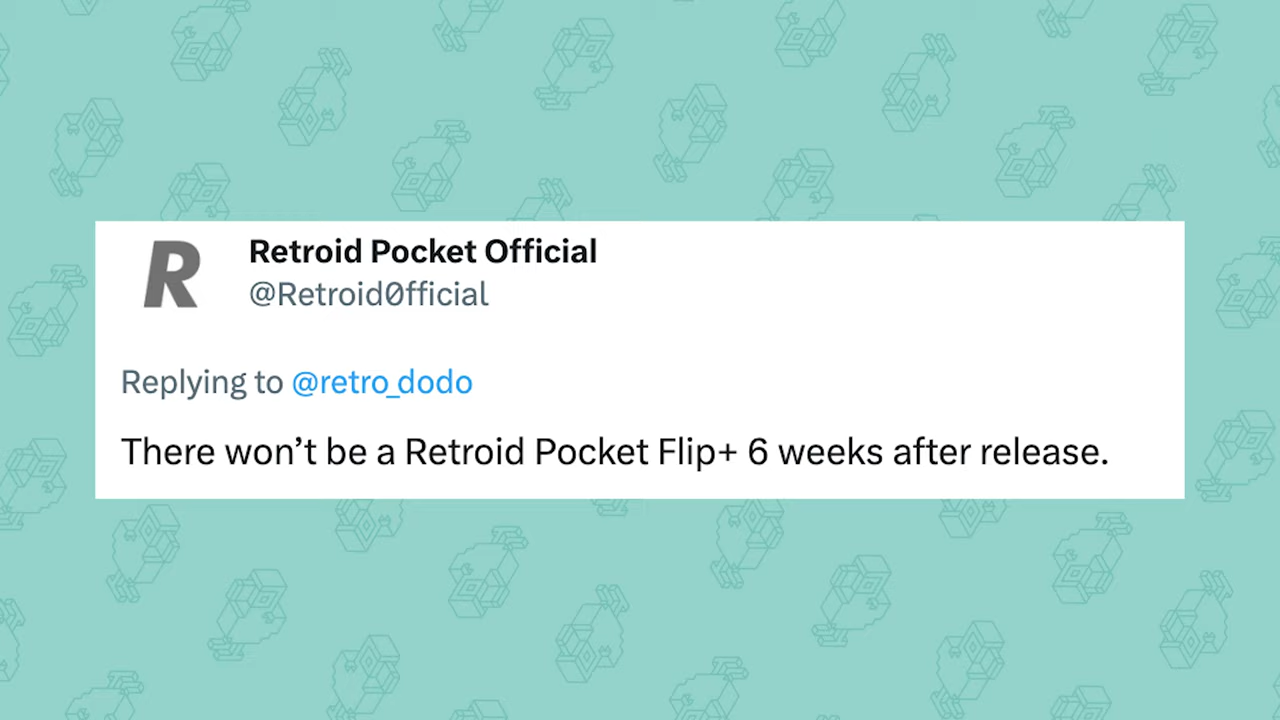 R
Retroid Pocket Official
@Retroid0fficial
Replying to @retro_dodo
There won’t be a Retroid Pocket Flip+ 6 weeks after release.